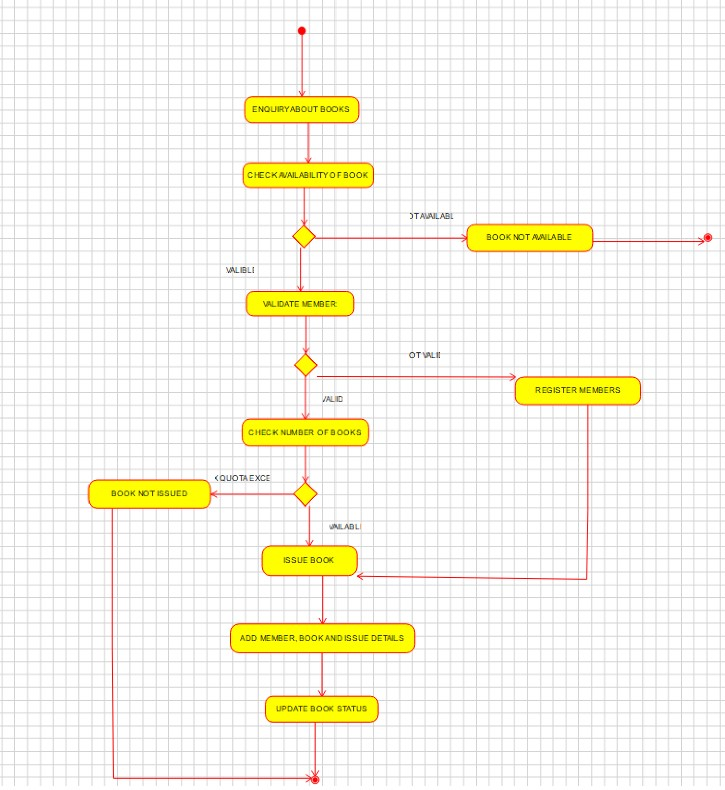 ENQUIRY ABOUT BOOKS
CHECK AVAILABILITY OF BOOK
OT AVAILABL
BOOK NOT AVAILABLE
VALIBLE
VALIDATE MEMBER
OT VALID
REGISTER MEMBERS
VALID
CHECK NUMBER OF BOOKS
K QUOTA EXCE
BOOK NOT ISSUED
VAILABL
ISSUE BOOK
ADD MEMBER, BOOK AND ISSUE DETAILS
UPDATE BOOK STATUS